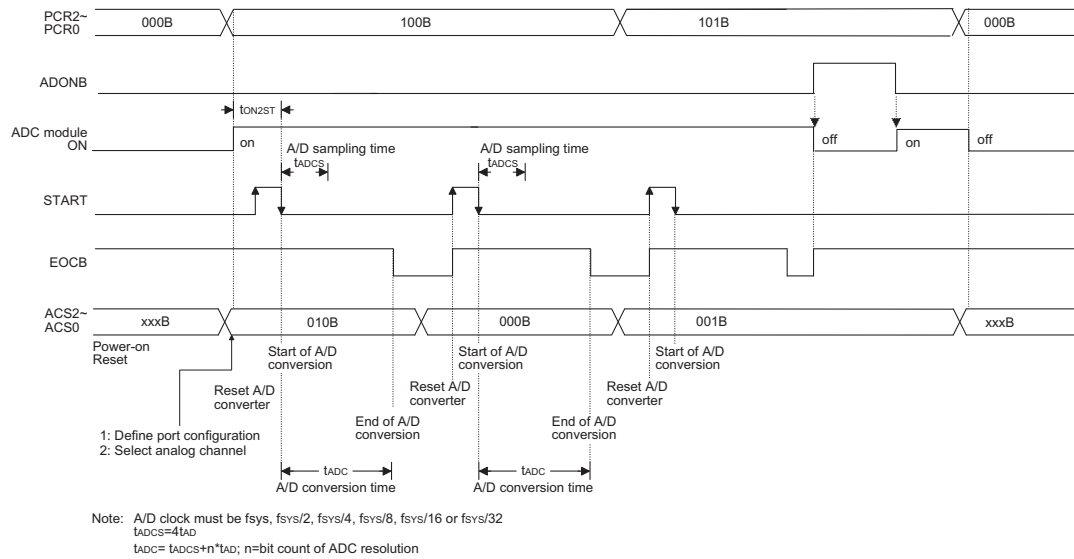 PCR2~
PCR0
000B
100B
101B
000B
ADONB
tON2ST
ADC module
ON
on
off
on
off
A/D sampling time
tADCS
A/D sampling time
tADCS
START
EOCB
ACS2~
ACS0
xxxB
010B
000B
001B
xxxB
Power-on
Reset
Start of A/D
conversion
Start of A/D
conversion
Start of A/D
conversion
Reset A/D
converter
Reset A/D
converter
Reset A/D
converter
End of A/D
conversion
End of A/D
conversion
1: Define port configuration
2: Select analog channel
tADC
A/D conversion time
tADC
A/D conversion time
Note: A/D clock must be fsys, fSYS/2, fSYS/4, fSYS/8, fSYS/16 or fSYS/32
tADCS=4tAD
tADC= tADCS+n*tAD; n=bit count of ADC resolution